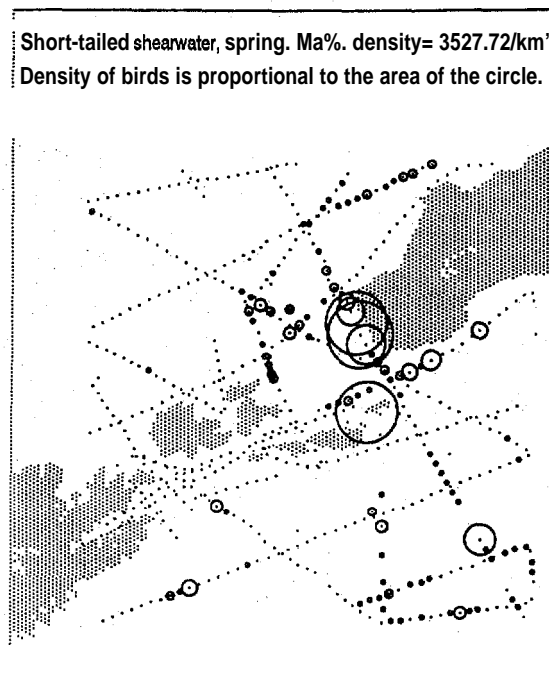 Short-tailed shearwater, spring. Ma%. density= 3527.72/km'
Density of birds is proportional to the area of the circle.